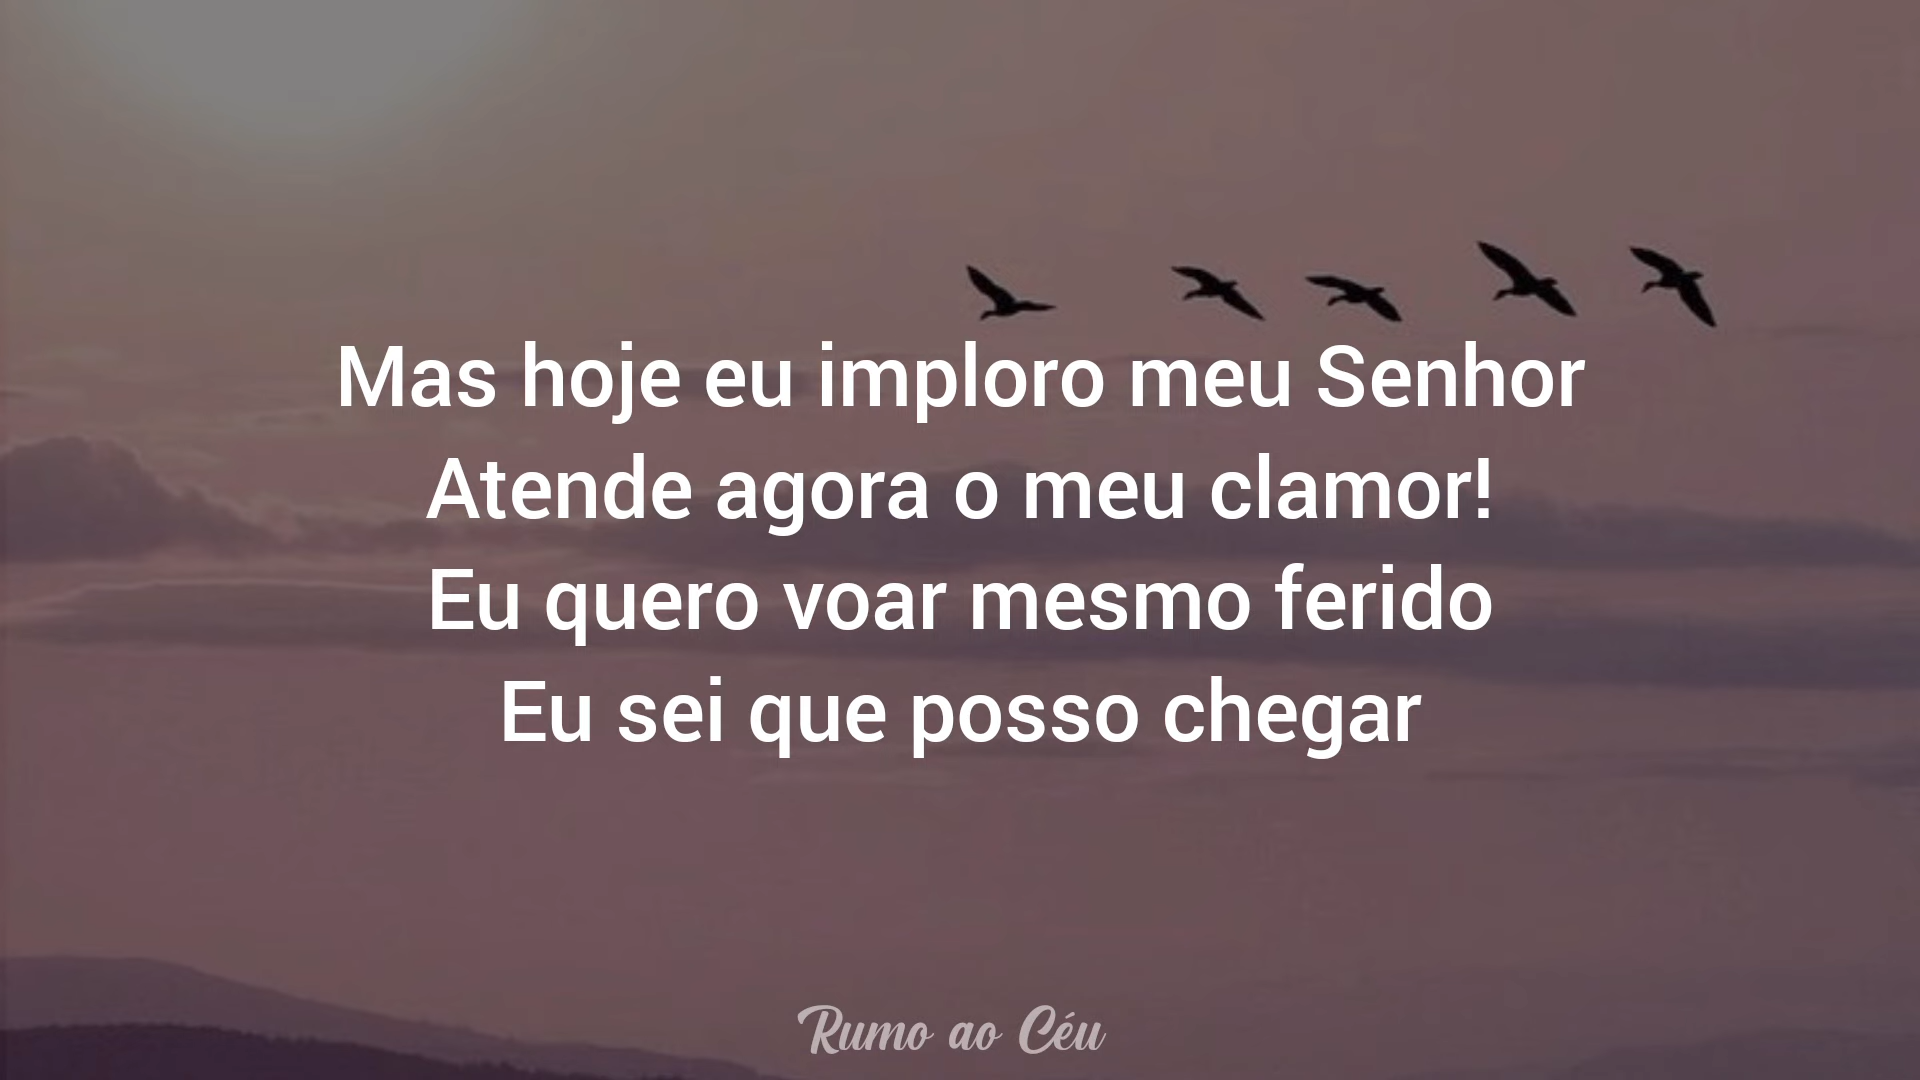 Mas hoje eu imploro meu Senhor
Atende agora o meu clamor!
Eu quero voar mesmo ferido
Eu sei que posso chegar
Rumo ao Céu